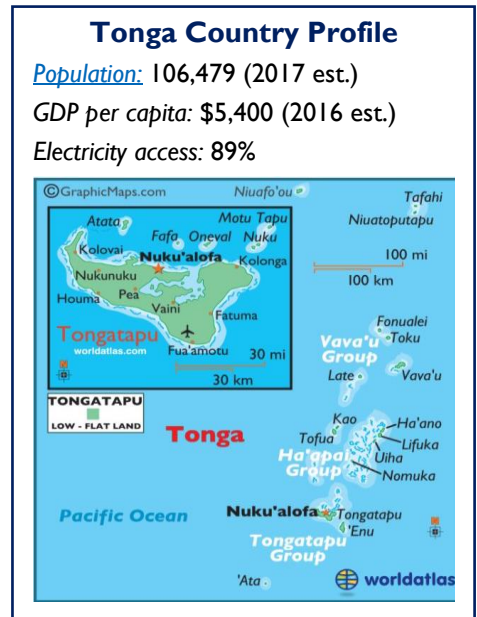 Tonga Country Profile
Population: 106,479 (2017 est.)
GDP per capita: $5,400 (2016 est.)
Electricity access: 89%
©GraphicMaps.com
Niuafo'ou
Tafahi
Niuatoputapu
100 mi
100 km
Atata
Motu Tapu
Fafa
Oneval
Nuku
Kolovai
Nuku'alofa
Kolonga
Nukunuku
Houma
Pea
Vaini
Fatuma
Tongatapu
worldatlas.com
Fua'amotu
30 mi
30 km
TONGATAPU
LOW - FLAT LAND
Fonualei
Toku
Vava'u
Group
Late
Vava'u
Tonga
Kao
Ha'ano
Tofua
Lifuka
Ha'apai
Group
Uiha
Nomuka
Pacific Ocean
Nuku'alofa
Tongatapu
'Enu
Tongatapu
Group
'Ata
worldatlas